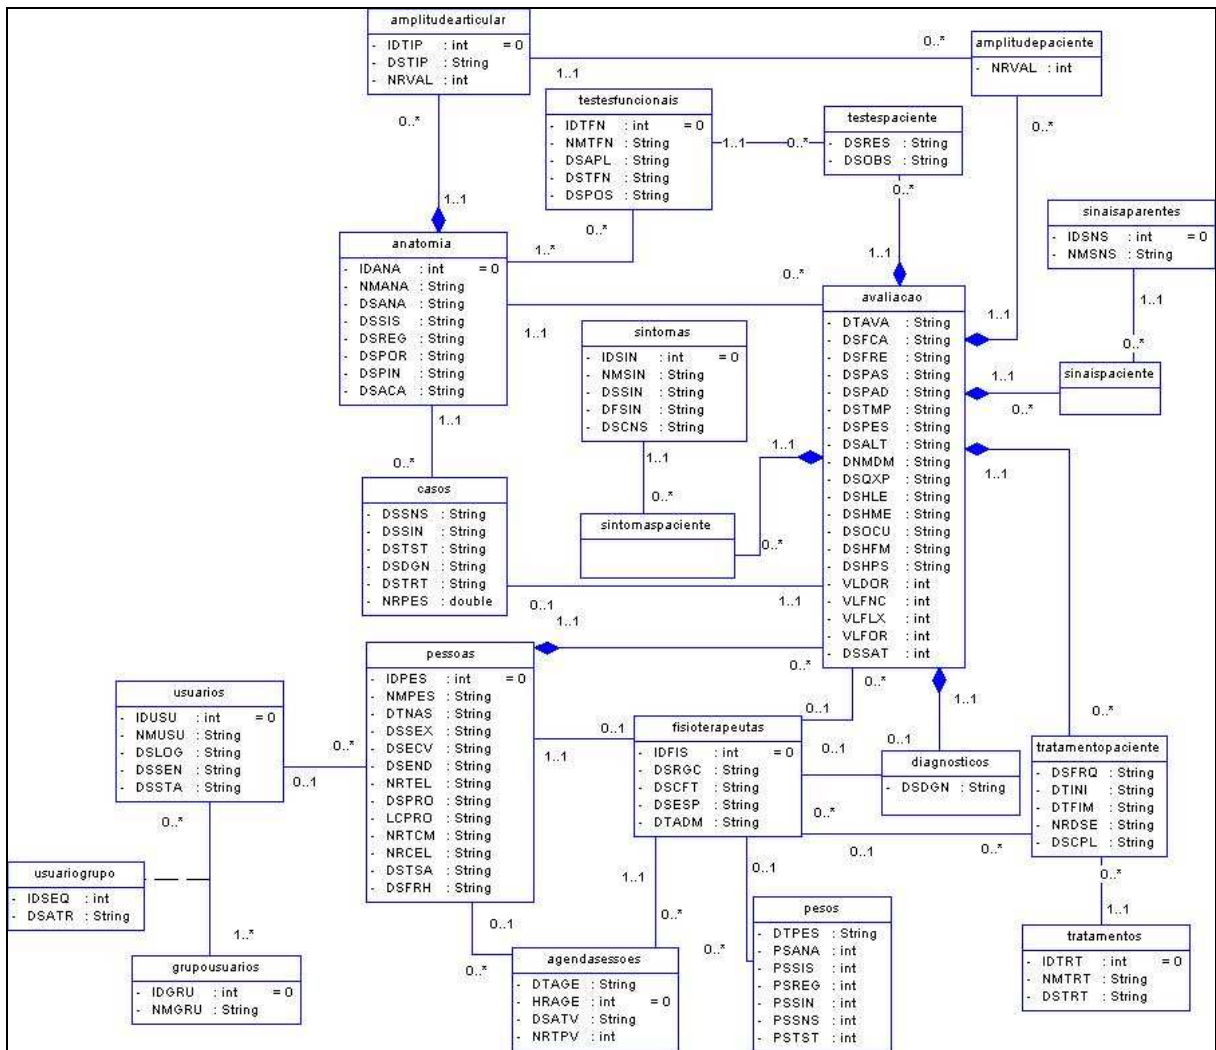 amplitudearticular
- IDTIP : int = 0
- DSTIP : String
- NRVAL : int
0..*
1..1
amplitudepaciente
- NRVAL : int
0..*
testesfuncionais
- IDTFN : int = 0
- NMTFN : String
- DSAPL : String
- DSTFN : String
- DSPOS : String
1..1
0..*
testespaciente
- DSRES : String
- DSOBS : String
0..*
0..*
1..1
0..*
1..*
1..1
0..*
sinaisaparentes
- IDSNS : int = 0
- NMSNS : String
1..1
0..*
anatomia
- IDANA : int = 0
- NMANA : String
- DSANA : String
- DSSIS : String
- DSREG : String
- DSPOR : String
- DSPIN : String
- DSACA : String
1..1
1..1
0..*
sintomas
- IDSIN : int = 0
- NMSIN : String
- DSSIN : String
- DFSIN : String
- DSCNS : String
1..1
0..*
1..1
avaliacao
- DTAVA : String
- DSFCA : String
- DSFRE : String
- DSPAS : String
- DSPAD : String
- DSTMP : String
- DSPES : String
- DSALT : String
- DNMDM : String
- DSQXP : String
- DSHLE : String
- DSHME : String
- DSOCU : String
- DSHFM : String
- DSHPS : String
- VLDOR : int
- VLFNC : int
- VLFLX : int
- VLFOR : int
- DSSAT : int
1..1
1..1
0..*
1..1
sinaispaciente
casos
- DSSNS : String
- DSSIN : String
- DSTST : String
- DSDGN : String
- DSTRT : String
- NRPES : double
sintomaspaciente
0..*
0..1
1..1
1..1
0..*
pessoas
- IDPES : int = 0
- NMPES : String
- DTNAS : String
- DSSEX : String
- DSECV : String
- DSEND : String
- NRTEL : String
- DSPRO : String
- LCPRO : String
- NRTCM : String
- NRCEL : String
- DSTSA : String
- DSFRH : String
usuarios
- IDUSU : int = 0
- NMUSU : String
- DSLOG : String
- DSSEN : String
- DSSTA : String
0..*
0..1
0..*
usuariogrupo
- IDSEQ : int
- DSATR : String
1..*
grupousuarios
- IDGRU : int = 0
- NMGRU : String
0..1
1..1
fisioterapeutas
- IDFIS : int = 0
- DSRGC : String
- DSCFT : String
- DSESP : String
- DTADM : String
0..*
0..1
1..1
0..1
0..1
diagnosticos
- DSDGN : String
0..*
0..*
tratamentopaciente
- DSFRQ : String
- DTINI : String
- DTFIM : String
- NRDSE : String
- DSCPL : String
0..1
0..*
0..*
1..1
tratamentos
- IDTRT : int = 0
- NMTRT : String
- DSTRT : String
1..1
0..*
0..1
0..*
0..1
0..*
agendasessoes
- DTAGE : String
- HRAGE : int = 0
- DSATV : String
- NRTPV : int
pesos
- DTPES : String
- PSANA : int
- PSSIS : int
- PSREG : int
- PSSIN : int
- PSSNS : int
- PSTST : int